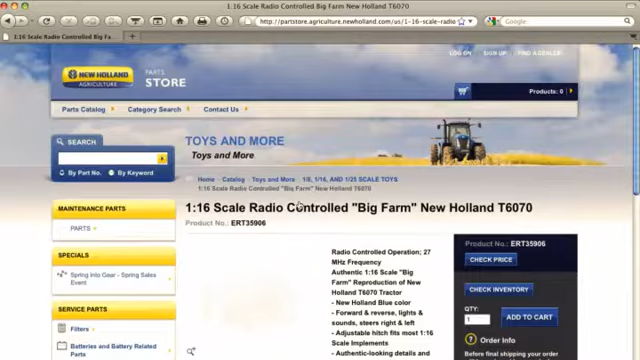 1:16 Scale Radio Controlled Big Farm New Holland T6070
http://partstore.agriculture.newholland.com/us/1-16-scale-radio
Google
1:16 Scale Radio Controlled Big Fa...
LOG ON SIGN UP FIND A DEALER
NEW HOLLAND
AGRICULTURE
PARTS
STORE
Products: 0
Parts Catalog Category Search Contact Us
SEARCH
By Part No. By Keyword
TOYS AND MORE
Toys and More
Home Catalog Toys and More 1/8, 1/16, AND 1/25 SCALE TOYS
1:16 Scale Radio Controlled "Big Farm" New Holland T6070
MAINTENANCE PARTS
PARTS
SPECIALS
Spring Into Gear - Spring Sales
Event
SERVICE PARTS
Filters
Batteries and Battery Related
Parts
1:16 Scale Radio Controlled "Big Farm" New Holland T6070
Product No.: ERT35906
Radio Controlled Operation; 27
MHz Frequency
Authentic 1:16 Scale "Big
Farm" Reproduction of New
Holland T6070 Tractor
- New Holland Blue color
- Forward & reverse, lights &
sounds, steers right & left
- Adjustable hitch fits most 1:16
Scale Implements
- Authentic-looking details and
Product No.: ERT35906
CHECK PRICE
CHECK INVENTORY
QTY:
1
ADD TO CART
Order Info
Before final shipping your order